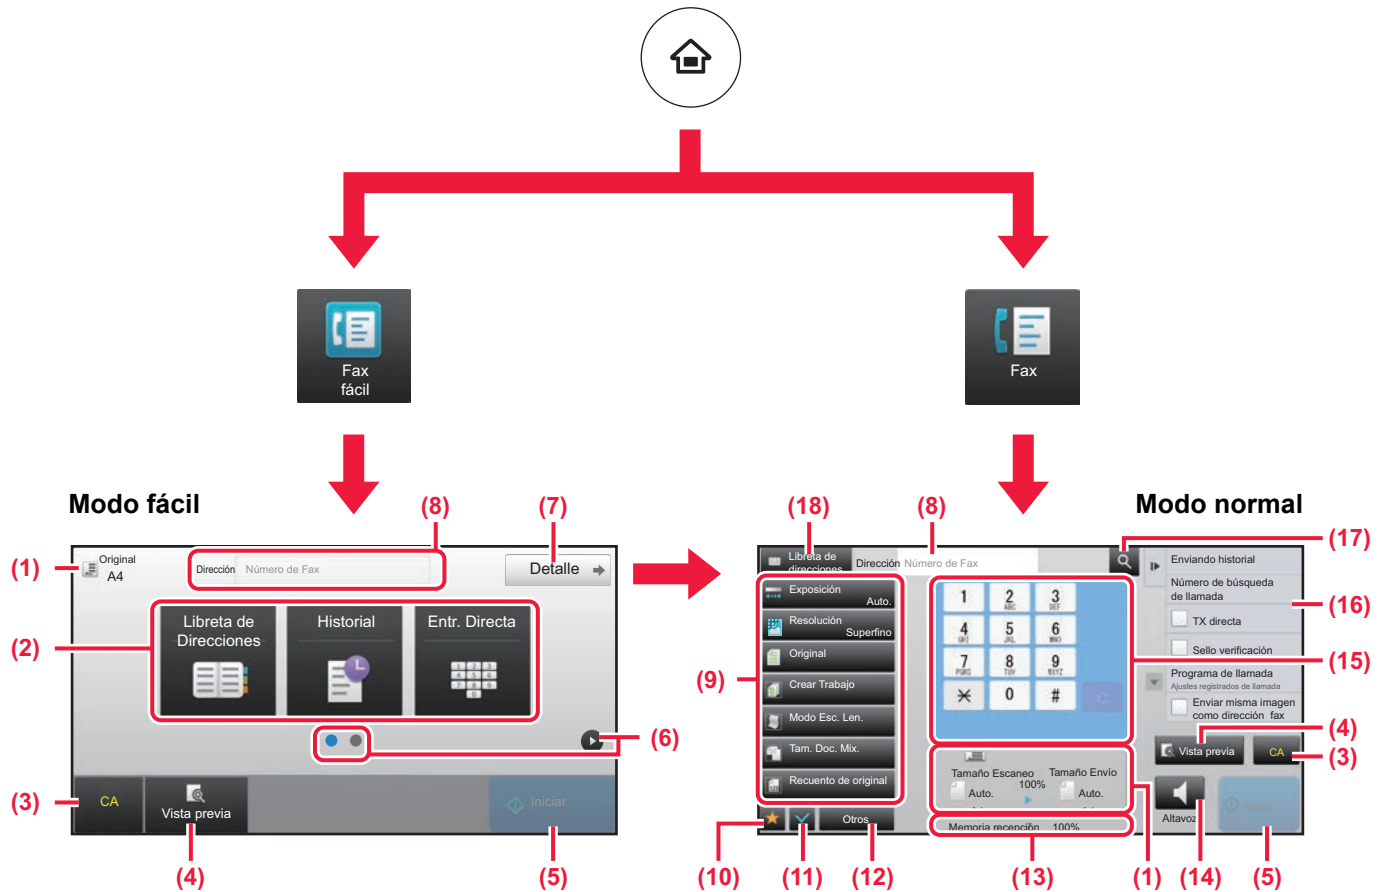 Fax
fácil
Fax
Modo fácil
(8)
(7)
(1)
Original
A4
Dirección
Número de Fax
Detalle
(2)
Libreta de
Direcciones
Historial
Entr. Directa
(6)
(3)
CA
Vista previa
Iniciar
(4)
(5)
Modo normal
(18)
(8)
(17)
Libreta de
direcciones
Dirección
Número de Fax
Enviando historial
Número de búsqueda
de llamada
(16)
TX directa
Sello verificación
(15)
Programa de llamada
Ajustes registrados de llamada
Enviar misma imagen
como dirección fax
(9)
Exposición
Auto.
Resolución
Superfino
Original
Crear Trabajo
Modo Esc. Len.
Tam. Doc. Mix.
Recuento de original
1
2 ABC
3 DEF
4 GHI
5 JKL
6 MNO
7 PQRS
8 TUV
9 WXYZ
0
#
C
(4)
Vista previa
CA
(3)
Tamaño Escaneo
100%
Tamaño Envío
Auto.
Auto.
Otros
Memoria recepción 100%
Altavoz
(10)
(11)
(12)
(13)
(1)
(14)
(5)